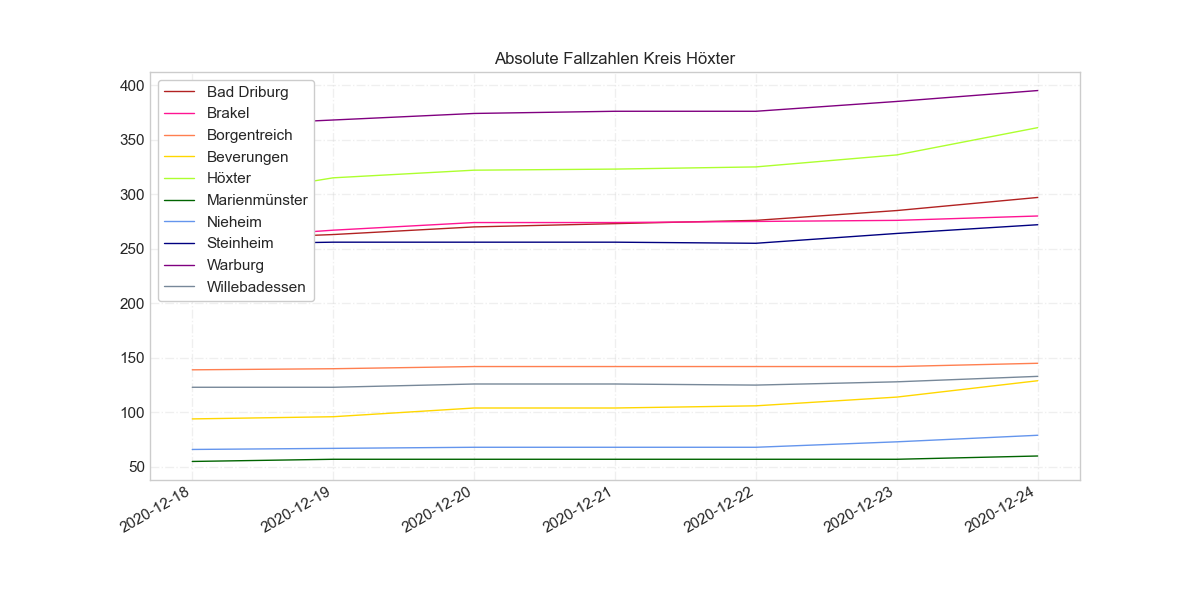 Absolute Fallzahlen Kreis Höxter
400
350
300
250
200
150
100
50
Bad Driburg
Brakel
Borgentreich
Beverungen
Höxter
Marienmünster
Nieheim
Steinheim
Warburg
Willebadessen
2020-12-18
2020-12-19
2020-12-20
2020-12-21
2020-12-22
2020-12-23
2020-12-24